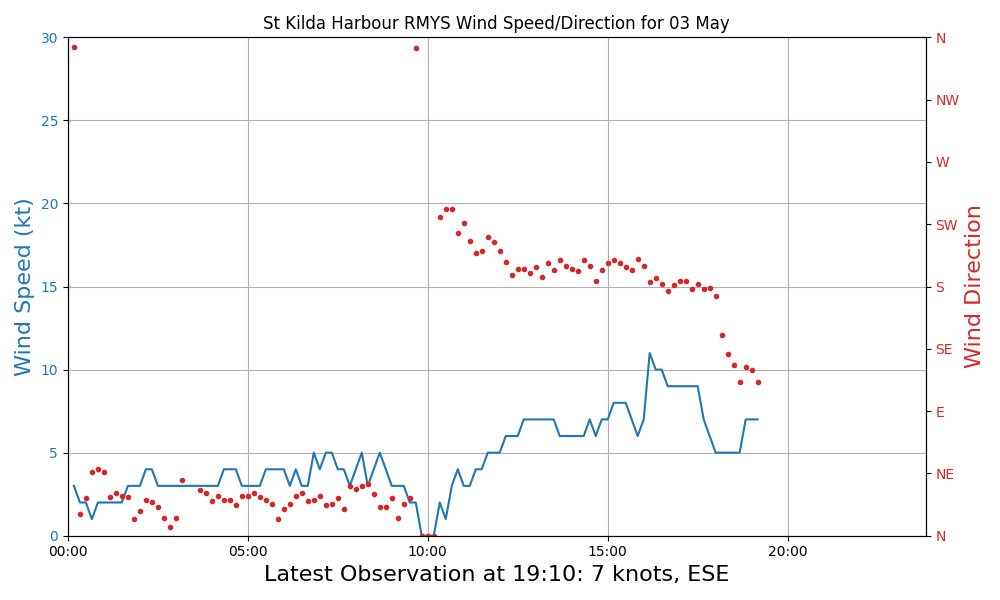 St Kilda Harbour RMYS Wind Speed/Direction for 03 May
30
25
20
15
10
5
0
Wind Speed (kt)
N
NW
W
SW
S
SE
E
NE
N
Wind Direction
00:00 05:00 10:00 15:00 20:00
Latest Observation at 19:10: 7 knots, ESE